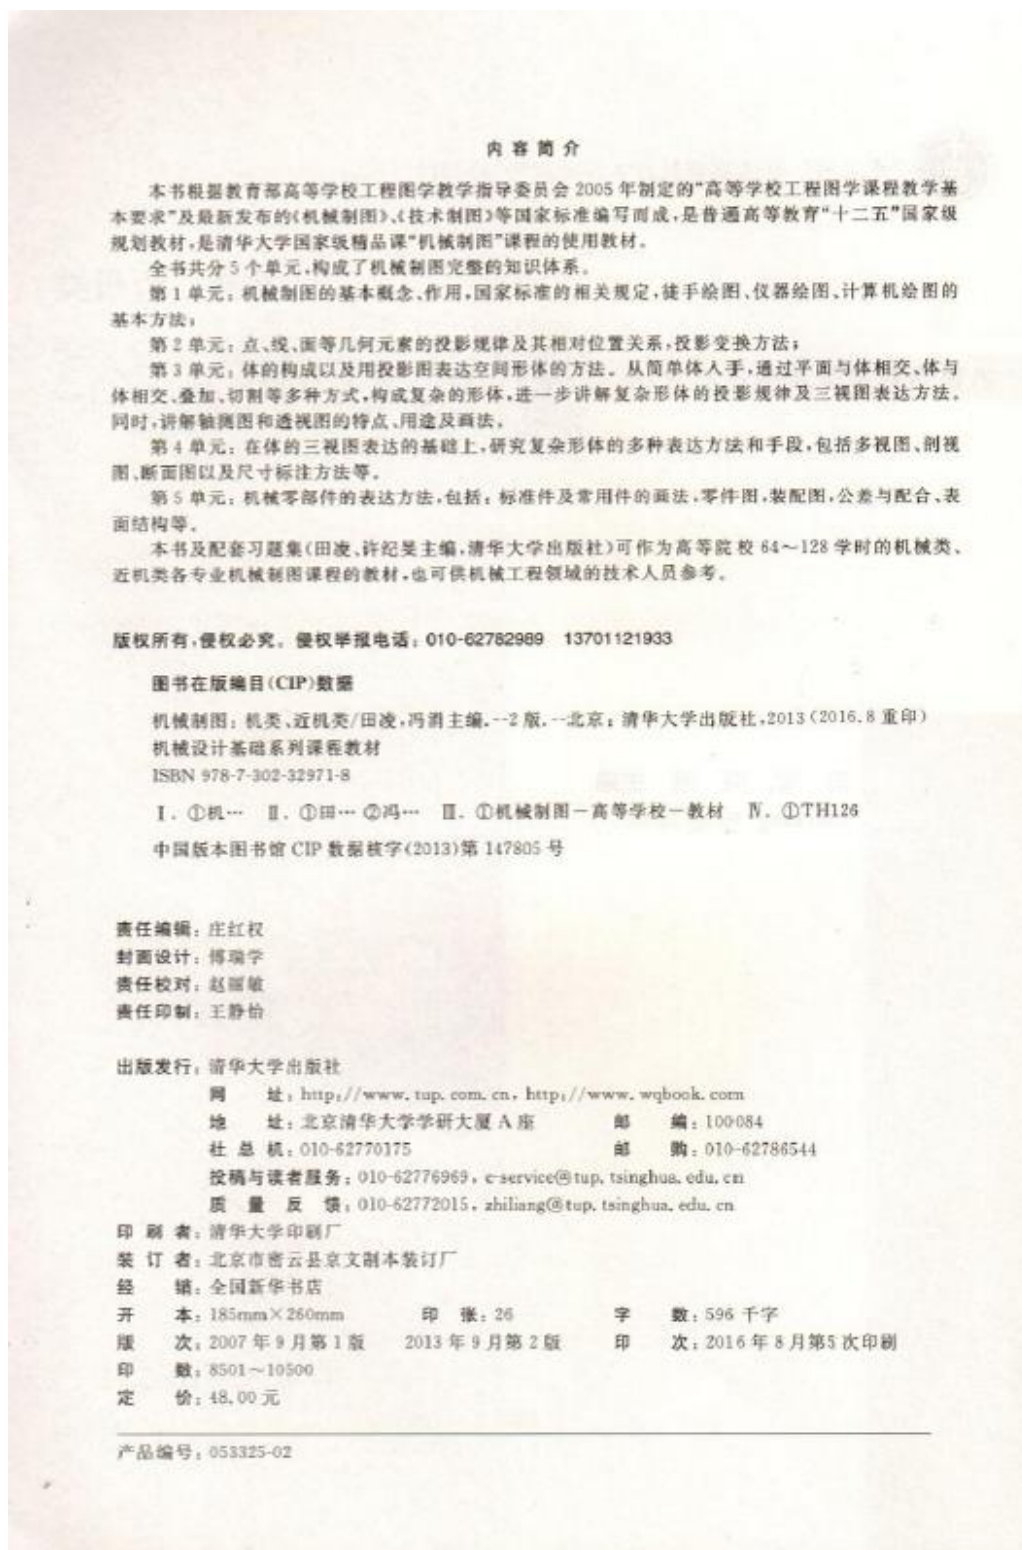 内容简介
本书根据教育部高等学校工程图学教学指导委员会 2005 年制定的“高等学校工程图学课程教学基
本要求”及最新发布的《机械制图》、《技术制图》等国家标准编写而成,是普通高等教育“十二五”国家级
规划教材,是清华大学国家级精品课“机械制图”课程的使用教材。
全书共分 5 个单元,构成了机械制图完整的知识体系。
第 1 单元:机械制图的基本概念、作用,国家标准的相关规定,徒手绘图、仪器绘图、计算机绘图的
基本方法;
第 2 单元:点、线、面等几何元素的投影规律及其相对位置关系,投影变换方法;
第 3 单元:体的构成以及用投影图表达空间形体的方法。从简单体入手,通过平面与体相交、体与
体相交、叠加、切割等多种方式,构成复杂的形体,进一步讲解复杂形体的投影规律及三视图表达方法。
同时,讲解轴测图和透视图的特点、用途及画法。
第 4 单元:在体的三视图表达的基础上,研究复杂形体的多种表达方法和手段,包括多视图、剖视
图、断面图以及尺寸标注方法等。
第 5 单元:机械零部件的表达方法,包括:标准件及常用件的画法,零件图,装配图,公差与配合、表
面结构等。
本书及配套习题集(田凌、许纪旻主编,清华大学出版社)可作为高等院校 64～128 学时的机械类、
近机类各专业机械制图课程的教材,也可供机械工程领域的技术人员参考。
版权所有,侵权必究。侵权举报电话:010-62782989 13701121933
图书在版编目(CIP)数据
机械制图:机类、近机类/田凌,冯涓主编.--2 版.--北京:清华大学出版社,2013(2016.8 重印)
机械设计基础系列课程教材
ISBN 978-7-302-32971-8
Ⅰ. ①机… Ⅱ. ①田… ②冯… Ⅲ. ①机械制图－高等学校－教材 Ⅳ. ①TH126
中国版本图书馆 CIP 数据核字(2013)第 147805 号
责任编辑:庄红权
封面设计:傅瑞学
责任校对:赵丽敏
责任印制:王静怡
出版发行:清华大学出版社
网 址:http://www.tup.com.cn, http://www.wqbook.com
地 址:北京清华大学学研大厦 A 座 邮 编:100084
社 总 机:010-62770175 邮 购:010-62786544
投稿与读者服务:010-62776969, c-service@tup.tsinghua.edu.cn
质 量 反 馈:010-62772015, zhiliang@tup.tsinghua.edu.cn
印 刷 者:清华大学印刷厂
装 订 者:北京市密云县京文制本装订厂
经 销:全国新华书店
开 本:185mm×260mm 印 张:26 字 数:596 千字
版 次:2007 年 9 月第 1 版 2013 年 9 月第 2 版 印 次:2016 年 8 月第5 次印刷
印 数:8501～10500
定 价:48.00 元
产品编号:053325-02